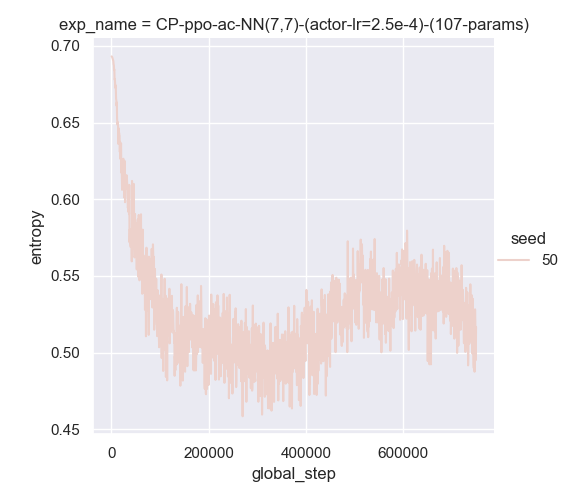 exp_name = CP-ppo-ac-NN(7,7)-(actor-lr=2.5e-4)-(107-params)
0.70
0.65
0.60
0.55
0.50
0.45
entropy
seed
50
0
200000
400000
600000
global_step